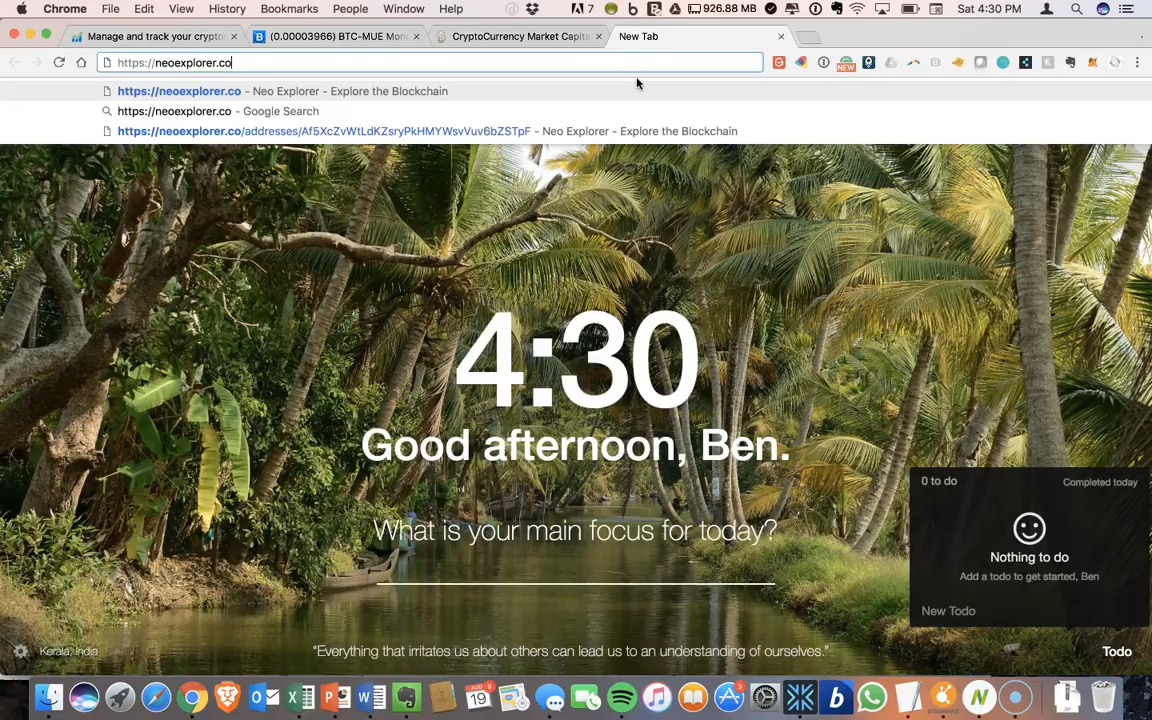 Chrome File Edit View History Bookmarks People Window Help 7 926.88 MB Sat 4:30 PM
Manage and track your crypto
(0.00003966) BTC-MUE Mon
CryptoCurrency Market Capita
New Tab
https://neoexplorer.co
NEW
https://neoexplorer.co - Neo Explorer - Explore the Blockchain
https://neoexplorer.co - Google Search
https://neoexplorer.co/addresses/Af5XcZvWtLdKZsryPkHMYWsvVuv6bZSTpF - Neo Explorer - Explore the Blockchain
4:30
Good afternoon, Ben.
What is your main focus for today?
0 to do
Completed today
Nothing to do
Add a todo to get started, Ben
New Todo
Kerala, India
“Everything that irritates us about others can lead us to an understanding of ourselves.”
Todo
AUG
19
3